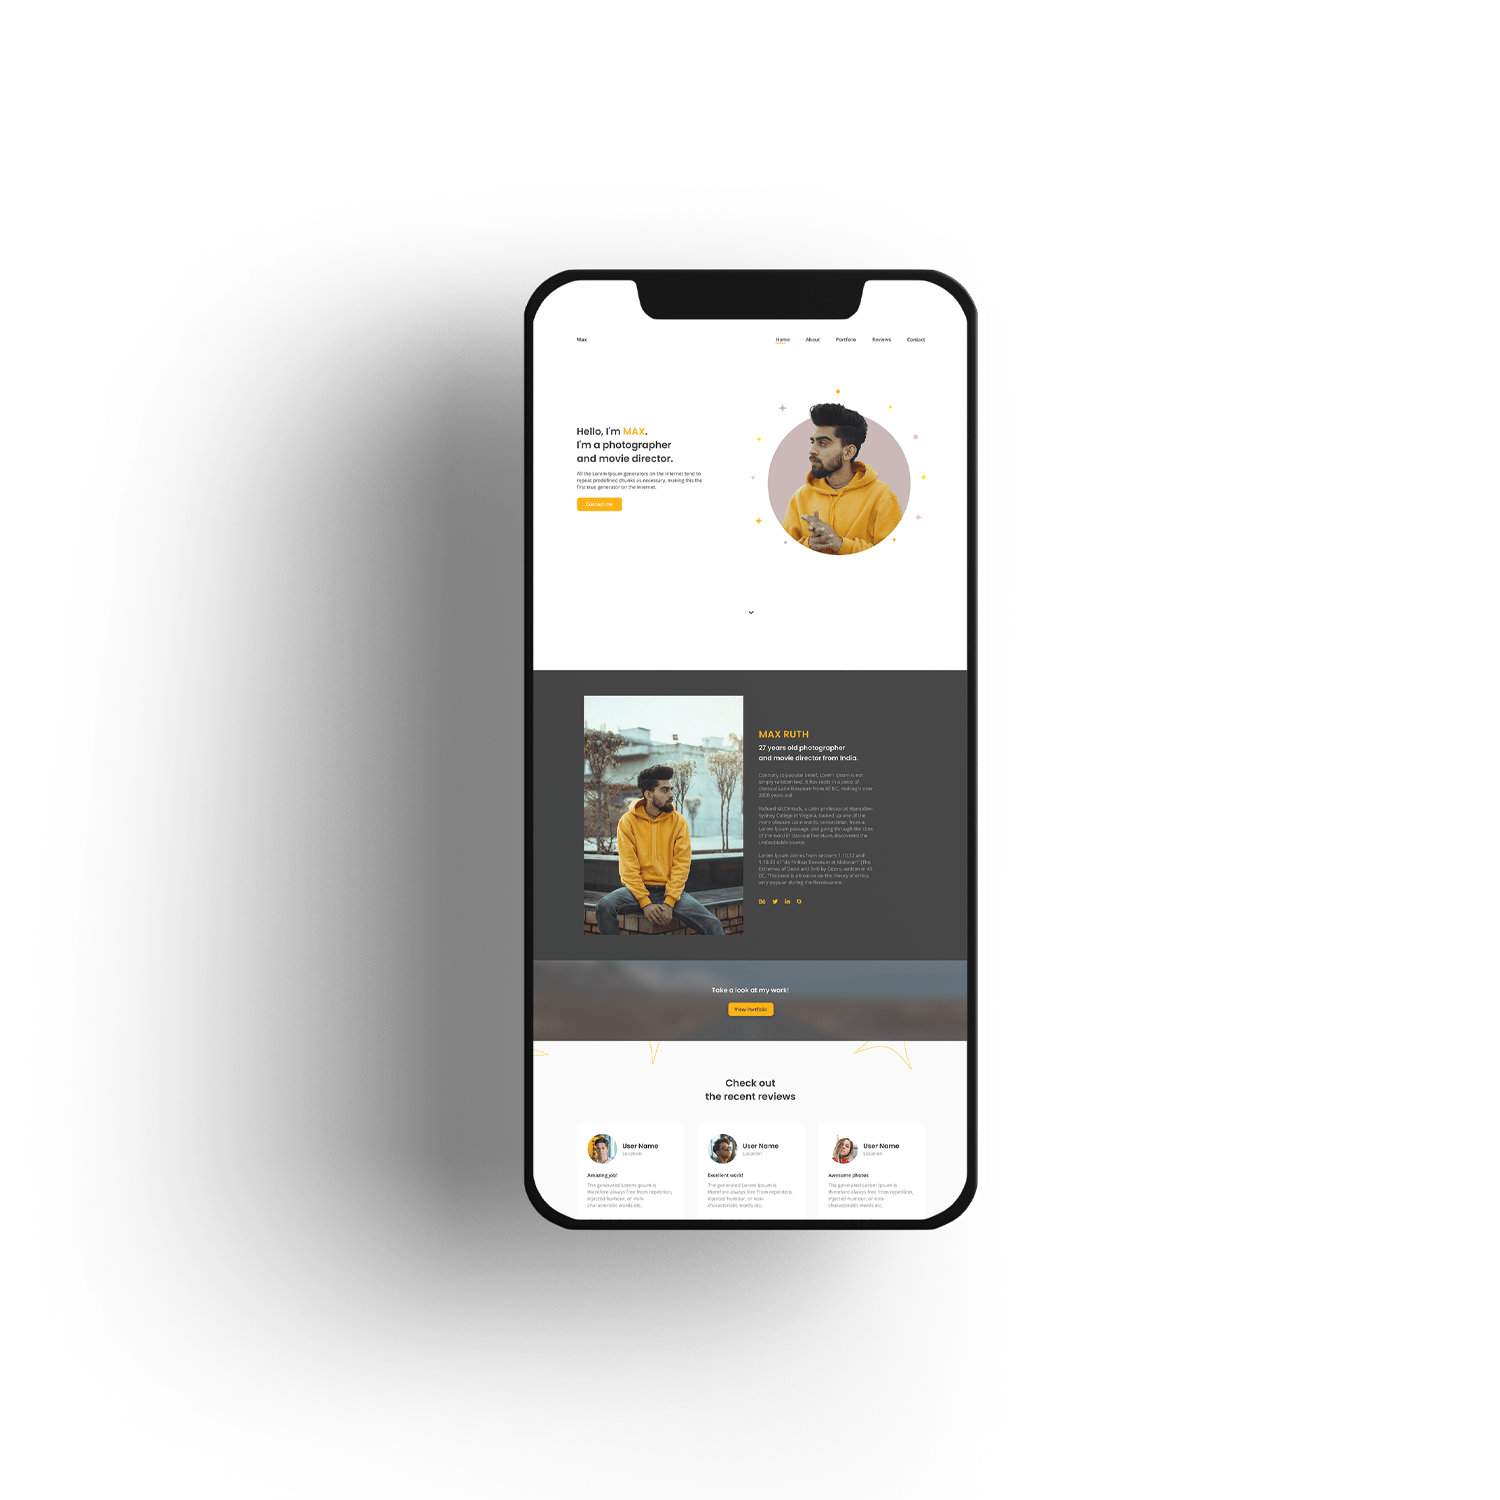 Max
Home About Portfolio Reviews Contact
Hello, I'm MAX.
I'm a photographer
and movie director.
All the Lorem Ipsum generators on the Internet tend to
repeat predefined chunks as necessary, making this the
first true generator on the Internet.
Contact me
MAX RUTH
27 years old photographer
and movie director from India.
Contrary to popular belief, Lorem Ipsum is not
simply random text. It has roots in a piece of
classical Latin literature from 45 BC, making it over
2000 years old.
Richard McClintock, a Latin professor at Hampden-
Sydney College in Virginia, looked up one of the
more obscure Latin words, consectetur, from a
Lorem Ipsum passage, and going through the cites
of the word in classical literature, discovered the
undoubtable source.
Lorem Ipsum comes from sections 1.10.32 and
1.10.33 of "de Finibus Bonorum et Malorum" (The
Extremes of Good and Evil) by Cicero, written in 45
BC. This book is a treatise on the theory of ethics,
very popular during the Renaissance.
Take a look at my work!
View Portfolio
Check out
the recent reviews
User Name
Location
Amazing job!
The generated Lorem Ipsum is
therefore always free from repetition,
injected humour, or non-
characteristic words etc.
User Name
Location
Excellent work!
The generated Lorem Ipsum is
therefore always free from repetition,
injected humour, or non-
characteristic words etc.
User Name
Location
Awesome photos
The generated Lorem Ipsum is
therefore always free from repetition,
injected humour, or non-
characteristic words etc.